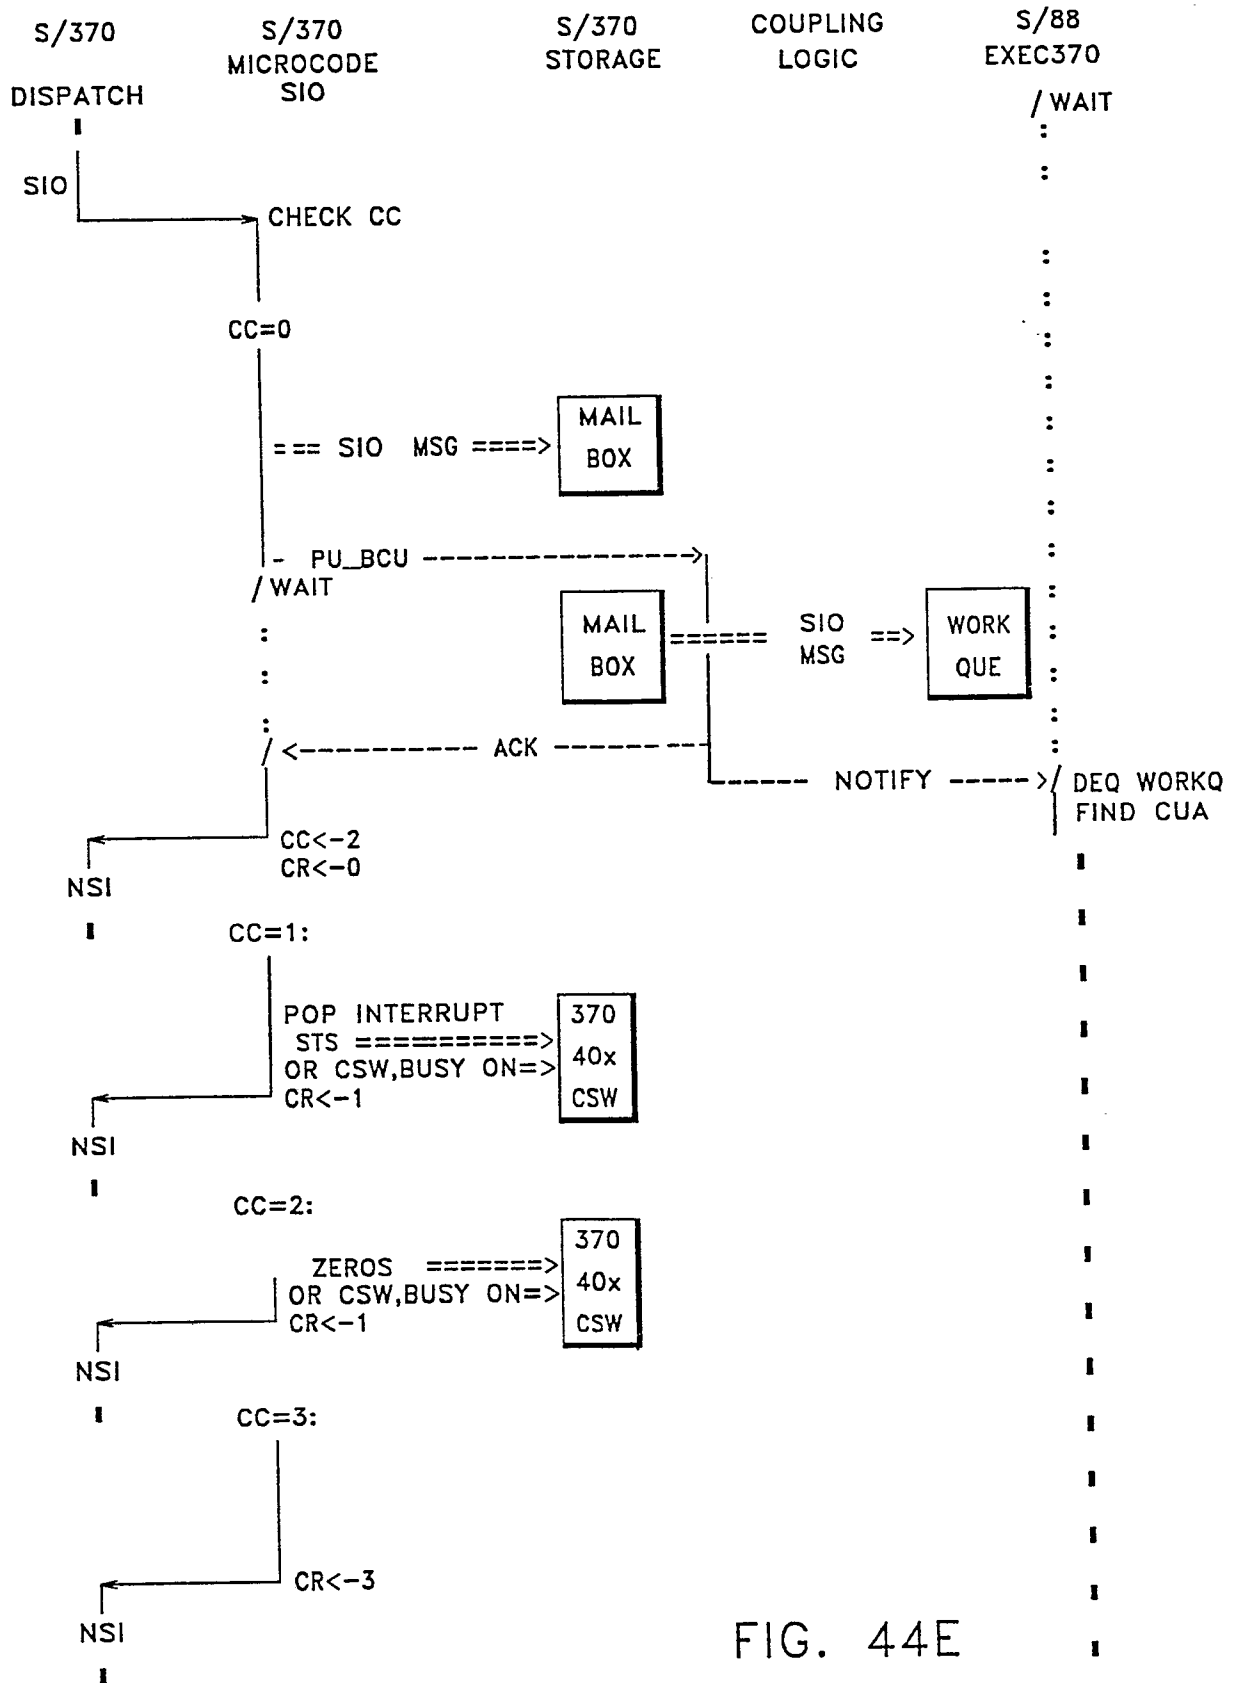 S/370 S/370 S/370 COUPLING S/88
MICROCODE STORAGE LOGIC EXEC370
DISPATCH SIO /WAIT
SIO
CHECK CC
CC=0
=== SIO MSG ====> MAIL
BOX
- PU_BCU ---------------->
/WAIT
MAIL ====== SIO ==> WORK
BOX MSG QUE
/ <---------- ACK ---------
------ NOTIFY -----> / DEQ WORKQ
FIND CUA
CC<-2
CR<-0
NSI
CC=1:
POP INTERRUPT 370
STS ===========>
OR CSW,BUSY ON=> 40x
CR<-1 CSW
NSI
CC=2:
370
ZEROS =======>
OR CSW,BUSY ON=> 40x
CR<-1 CSW
NSI
CC=3:
CR<-3
NSI
FIG. 44E